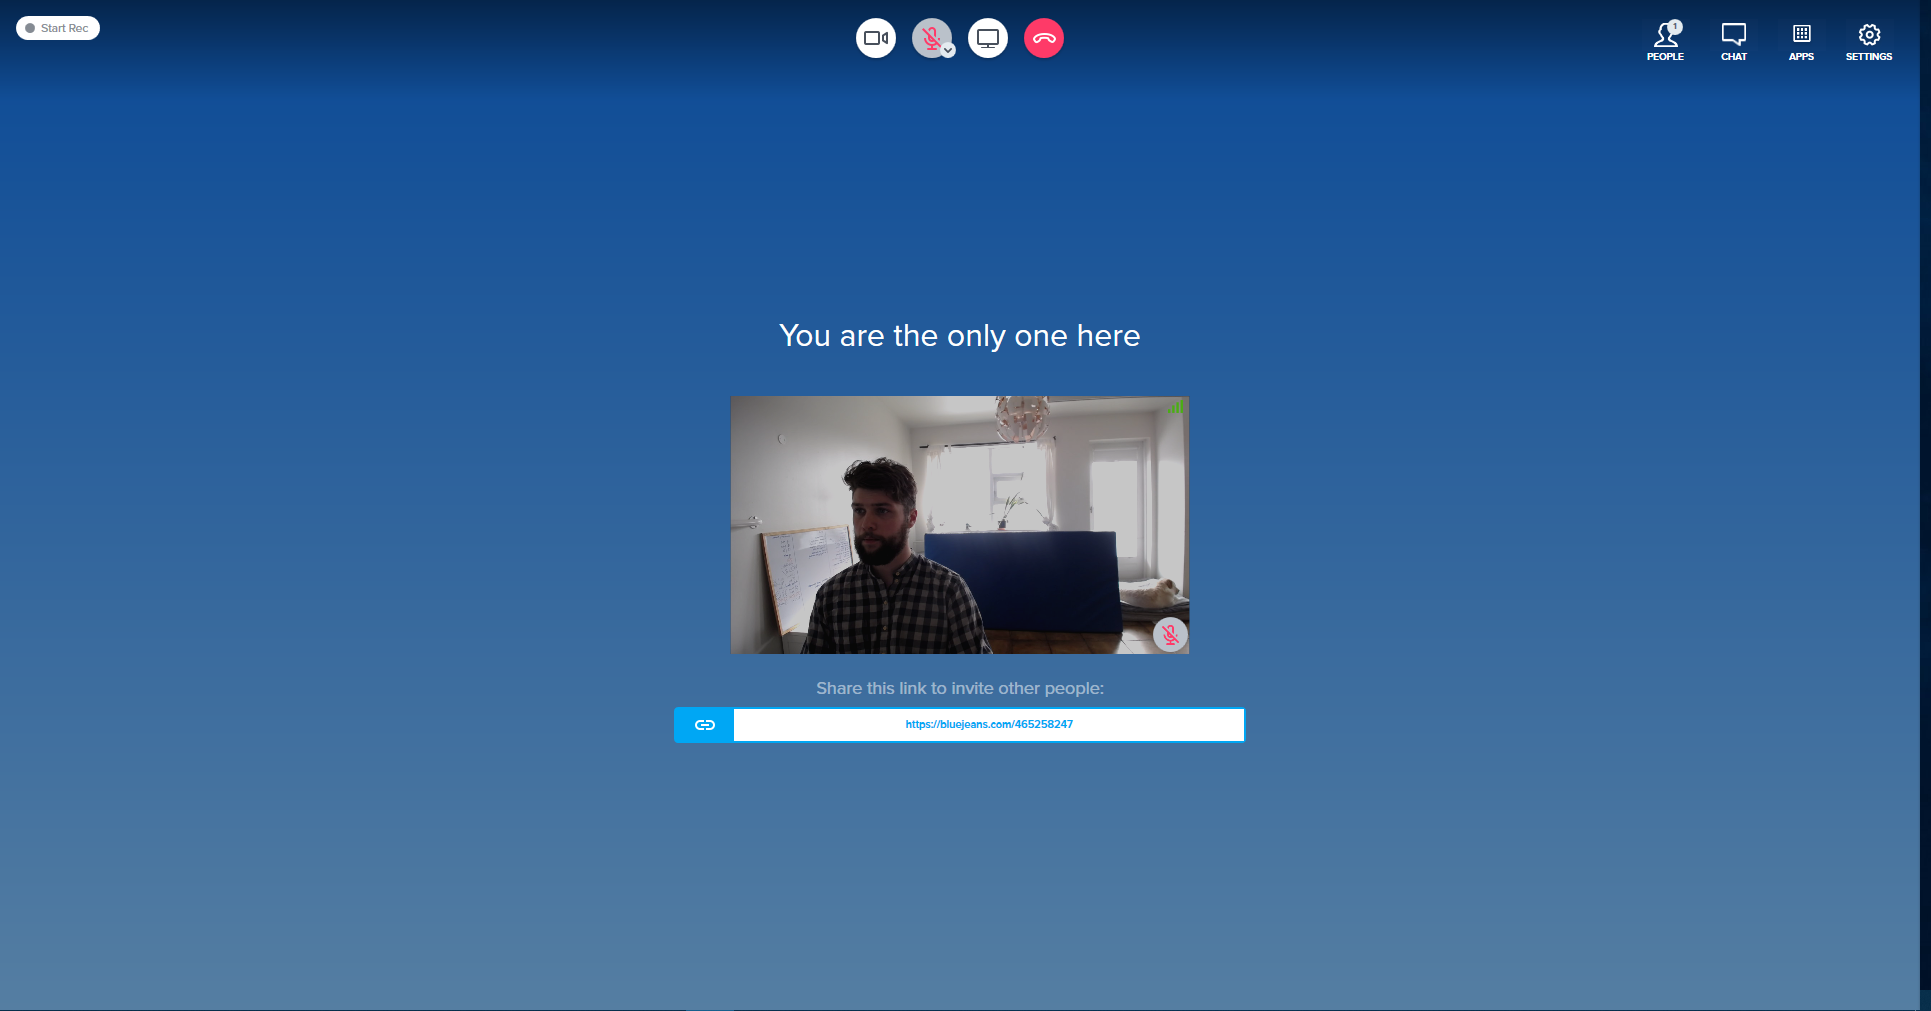 Start Rec
1
PEOPLE
CHAT
APPS
SETTINGS
You are the only one here
Share this link to invite other people:
https://bluejeans.com/465258247